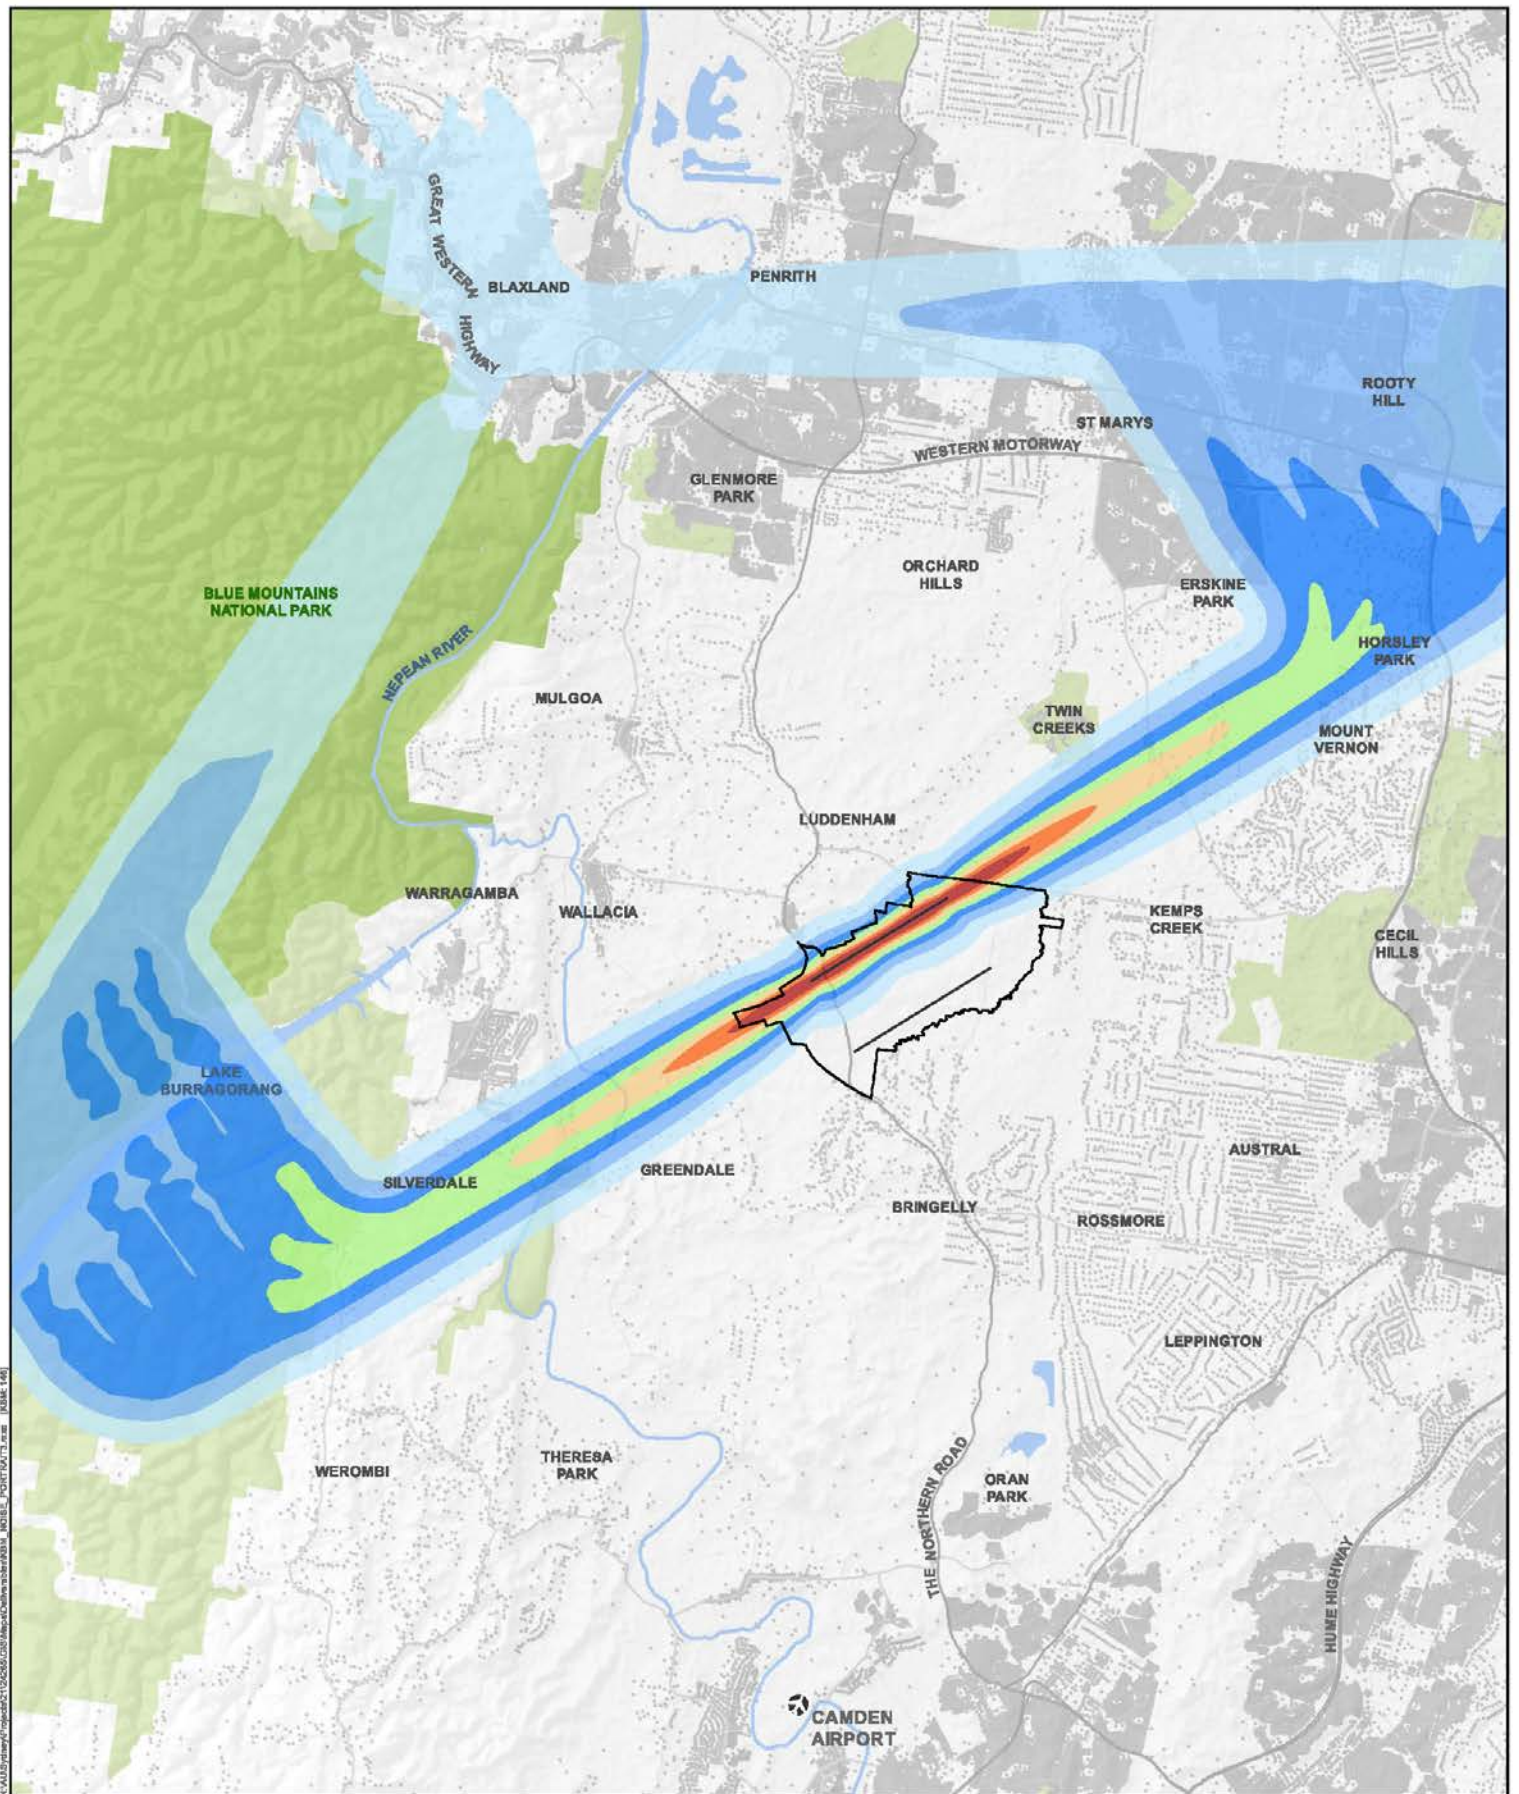 GREAT WESTERN HIGHWAY
BLAXLAND
PENRITH
ROOTY
HILL
ST MARYS
WESTERN MOTORWAY
GLENMORE
PARK
ORCHARD
HILLS
ERSKINE
PARK
BLUE MOUNTAINS
NATIONAL PARK
NEPEAN RIVER
HORSLEY
PARK
MULGOA
TWIN
CREEKS
MOUNT
VERNON
LUDDENHAM
WARRAGAMBA
WALLACIA
KEMPS
CREEK
CECIL
HILLS
LAKE
BURRAGORANG
SILVERDALE
GREENDALE
AUSTRAL
BRINGELLY
ROSSMORE
LEPPINGTON
WEROMBI
THERESA
PARK
THE NORTHERN ROAD
ORAN
PARK
HUME HIGHWAY
CAMDEN
AIRPORT